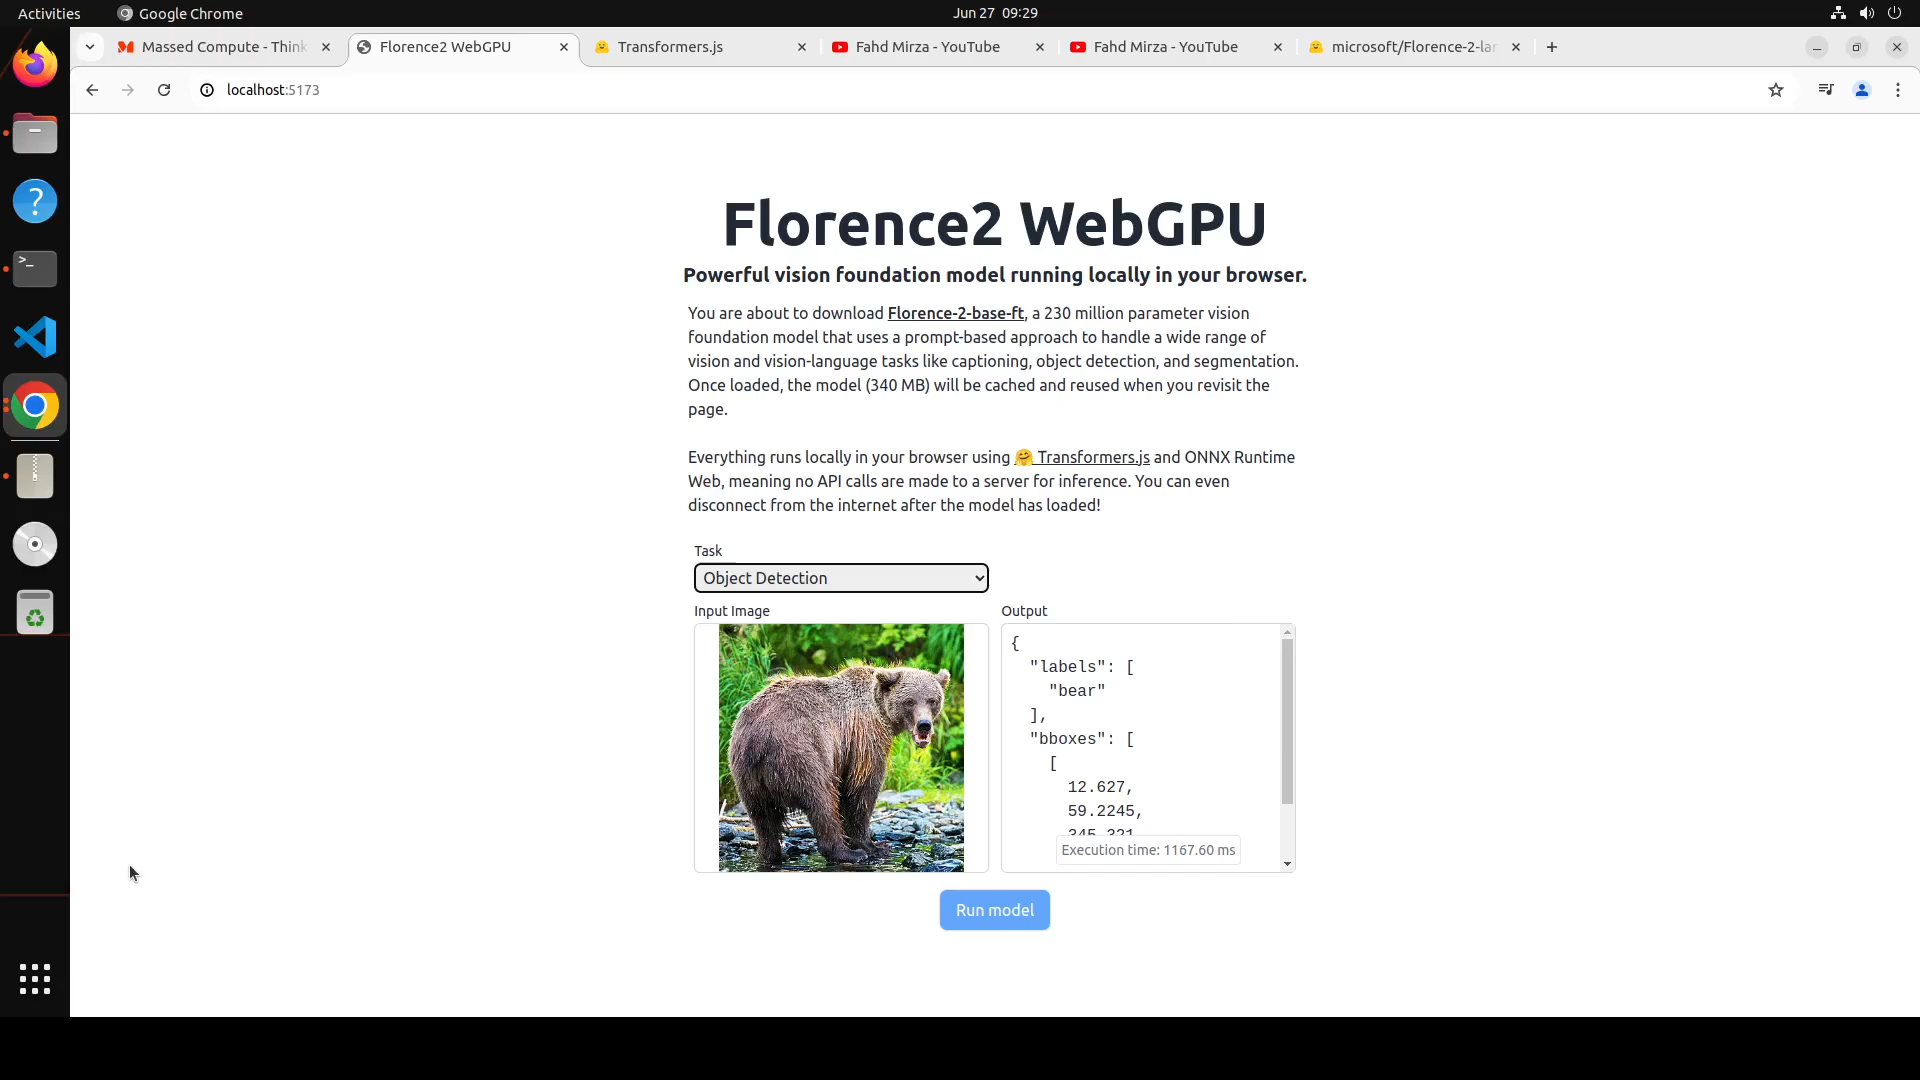 Activities
Google Chrome
Jun 27 09:29
Massed Compute - Think
Florence2 WebGPU
Transformers.js
Fahd Mirza - YouTube
Fahd Mirza - YouTube
microsoft/Florence-2-lar
localhost:5173
Florence2 WebGPU
Powerful vision foundation model running locally in your browser.
You are about to download Florence-2-base-ft, a 230 million parameter vision
foundation model that uses a prompt-based approach to handle a wide range of
vision and vision-language tasks like captioning, object detection, and segmentation.
Once loaded, the model (340 MB) will be cached and reused when you revisit the
page.
Everything runs locally in your browser using 🤗 Transformers.js and ONNX Runtime
Web, meaning no API calls are made to a server for inference. You can even
disconnect from the internet after the model has loaded!
Task
Object Detection
Input Image
Output
{
"labels": [
"bear"
],
"bboxes": [
[
12.627,
59.2245,
345.321
Execution time: 1167.60 ms
Run model